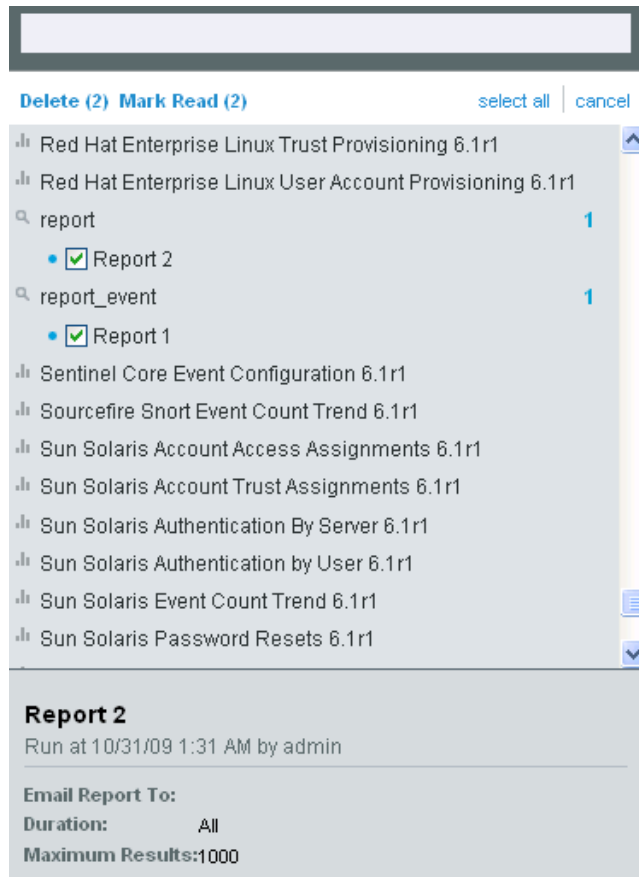 Delete (2) Mark Read (2) select all cancel
Red Hat Enterprise Linux Trust Provisioning 6.1r1
Red Hat Enterprise Linux User Account Provisioning 6.1r1
report 1
Report 2
report_event 1
Report 1
Sentinel Core Event Configuration 6.1r1
Sourcefire Snort Event Count Trend 6.1r1
Sun Solaris Account Access Assignments 6.1r1
Sun Solaris Account Trust Assignments 6.1r1
Sun Solaris Authentication By Server 6.1r1
Sun Solaris Authentication by User 6.1r1
Sun Solaris Event Count Trend 6.1r1
Sun Solaris Password Resets 6.1r1
Report 2
Run at 10/31/09 1:31 AM by admin
Email Report To:
Duration: All
Maximum Results:1000